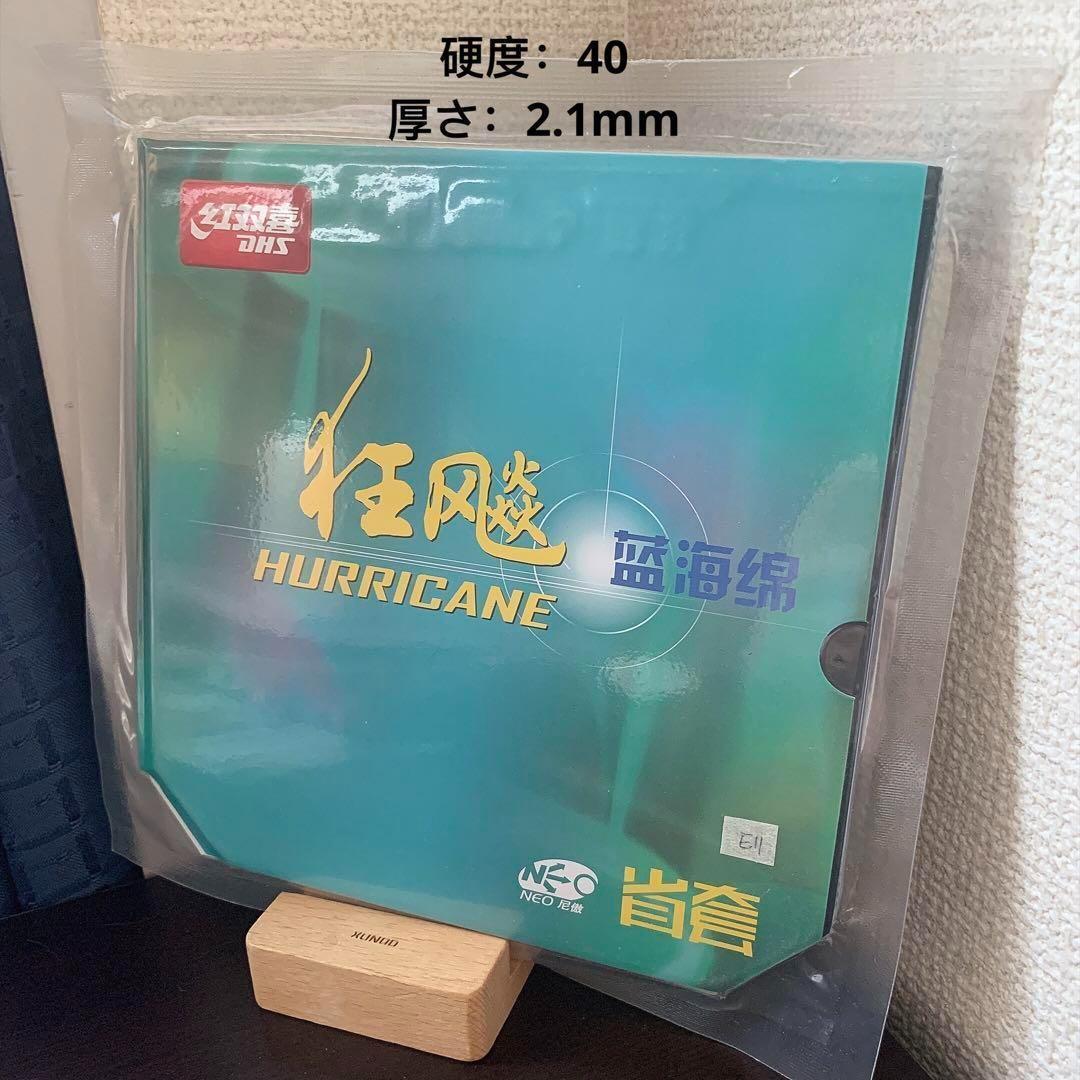 硬度：40
厚さ：2.1mm
红双喜
DHS
狂飚
HURRICANE
蓝海绵
E11
NEO
NEO 尼傲
省套
XUNDD